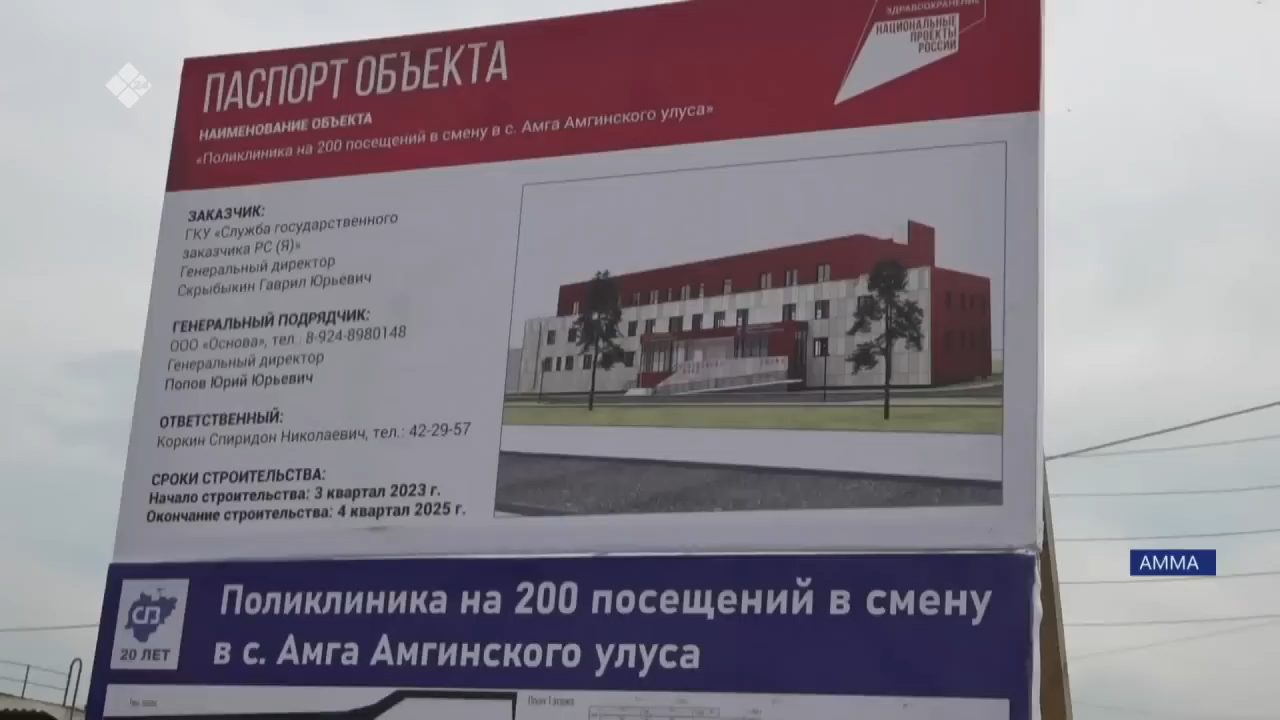 ЗДРАВООХРАНЕНИЕ
НАЦИОНАЛЬНЫЕ
ПРОЕКТЫ
РОССИИ
ПАСПОРТ ОБЪЕКТА
НАИМЕНОВАНИЕ ОБЪЕКТА
«Поликлиника на 200 посещений в смену в с. Амга Амгинского улуса»
ЗАКАЗЧИК:
ГКУ «Служба государственного
заказчика РС (Я)»
Генеральный директор
Скрыбыкин Гаврил Юрьевич
ГЕНЕРАЛЬНЫЙ ПОДРЯДЧИК:
ООО «Основа», тел.: 8-924-8980148
Генеральный директор
Попов Юрий Юрьевич
ОТВЕТСТВЕННЫЙ:
Коркин Спиридон Николаевич, тел.: 42-29-57
СРОКИ СТРОИТЕЛЬСТВА:
Начало строительства: 3 квартал 2023 г.
Окончание строительства: 4 квартал 2025 г.
АММА
20 ЛЕТ
Поликлиника на 200 посещений в смену
в с. Амга Амгинского улуса
План 1 этажа